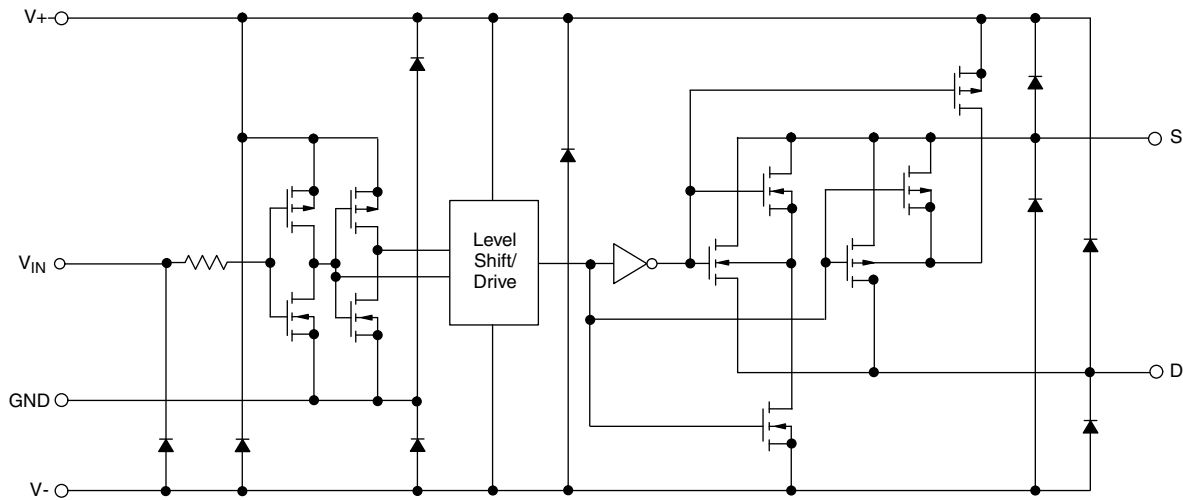 V+
S
Level
Shift/
Drive
VIN
D
GND
V-